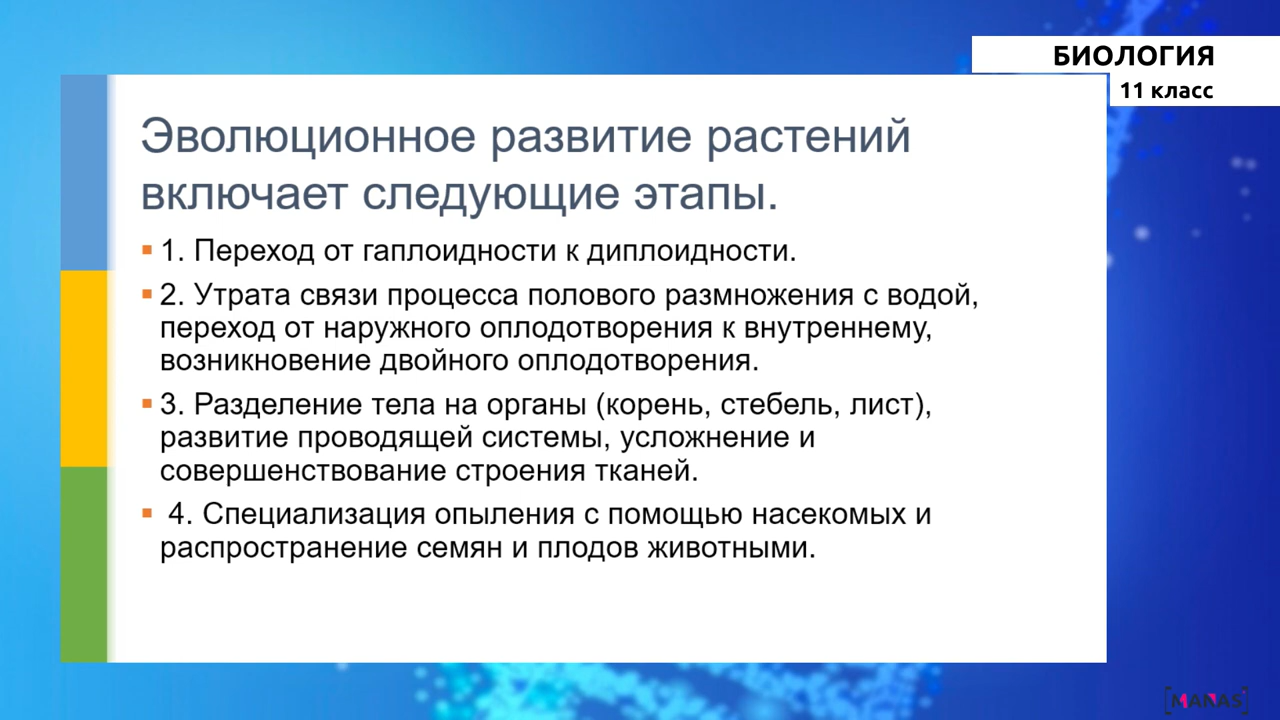 БИОЛОГИЯ
11 класс
Эволюционное развитие растений
включает следующие этапы.
▪ 1. Переход от гаплоидности к диплоидности.
▪ 2. Утрата связи процесса полового размножения с водой,
переход от наружного оплодотворения к внутреннему,
возникновение двойного оплодотворения.
▪ 3. Разделение тела на органы (корень, стебель, лист),
развитие проводящей системы, усложнение и
совершенствование строения тканей.
▪ 4. Специализация опыления с помощью насекомых и
распространение семян и плодов животными.
[MANAS]